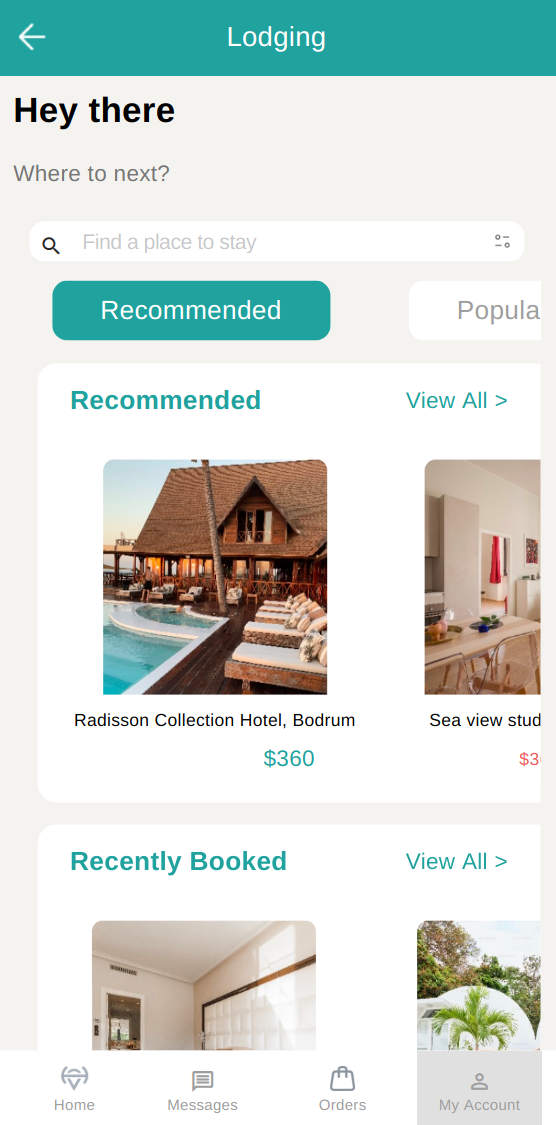 Lodging
Hey there
Where to next?
Find a place to stay
Recommended
Popula
Recommended
View All >
Radisson Collection Hotel, Bodrum
Sea view stud
$360
$3
Recently Booked
View All >
Home
Messages
Orders
My Account